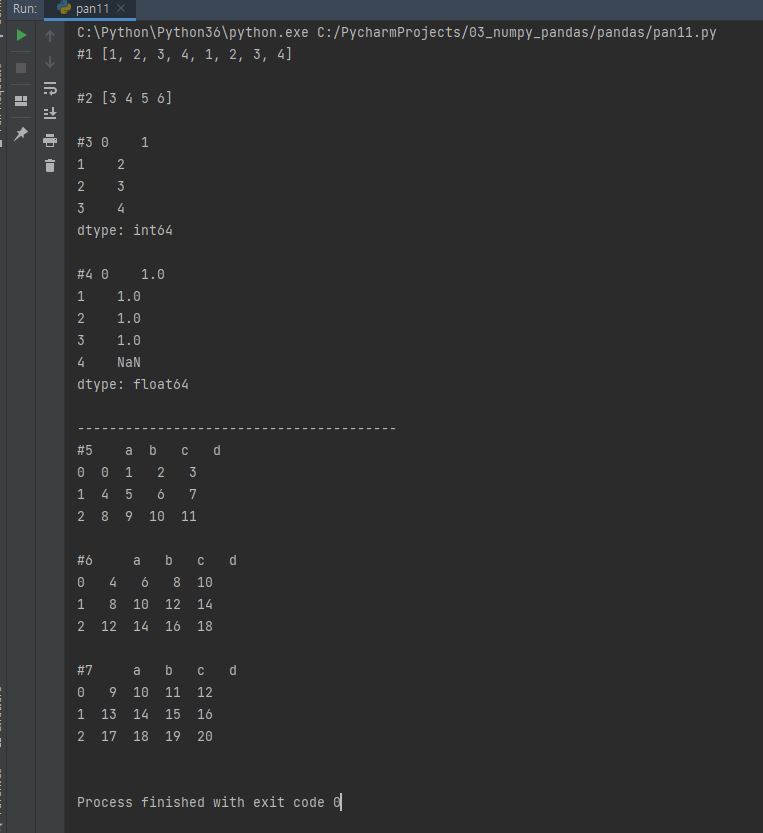 Run: pan11
C:\Python\Python36\python.exe C:/PycharmProjects/03_numpy_pandas/pandas/pan11.py
#1 [1, 2, 3, 4, 1, 2, 3, 4]
#2 [3 4 5 6]
#3 0    1
1    2
2    3
3    4
dtype: int64
#4 0    1.0
1    1.0
2    1.0
3    1.0
4    NaN
dtype: float64
----------------------------------------
#5    a  b   c   d
0  0  1   2   3
1  4  5   6   7
2  8  9  10  11
#6     a   b   c   d
0   4   6   8  10
1   8  10  12  14
2  12  14  16  18
#7     a   b   c   d
0   9  10  11  12
1  13  14  15  16
2  17  18  19  20
Process finished with exit code 0